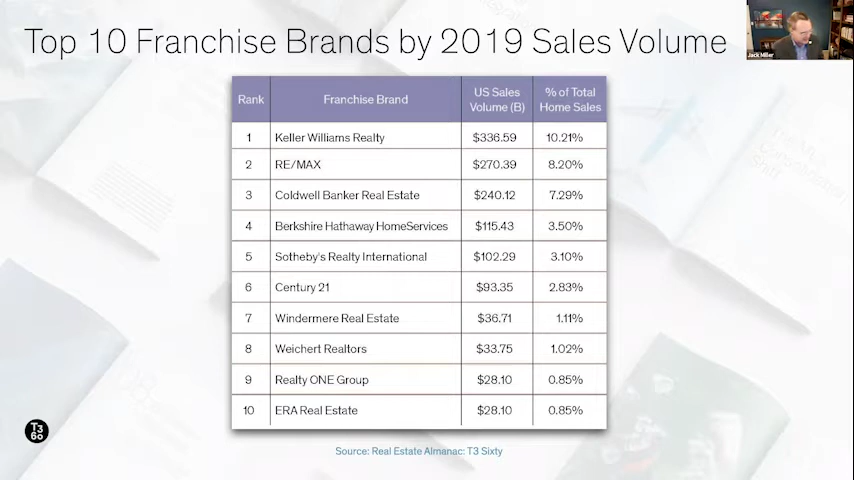 Top 10 Franchise Brands by 2019 Sales Volume
Jack Miller
Rank Franchise Brand US Sales Volume (B) % of Total Home Sales
1 Keller Williams Realty $336.59 10.21%
2 RE/MAX $270.39 8.20%
3 Coldwell Banker Real Estate $240.12 7.29%
4 Berkshire Hathaway HomeServices $115.43 3.50%
5 Sotheby's Realty International $102.29 3.10%
6 Century 21 $93.35 2.83%
7 Windermere Real Estate $36.71 1.11%
8 Weichert Realtors $33.75 1.02%
9 Realty ONE Group $28.10 0.85%
10 ERA Real Estate $28.10 0.85%
T3
60
Source: Real Estate Almanac: T3 Sixty